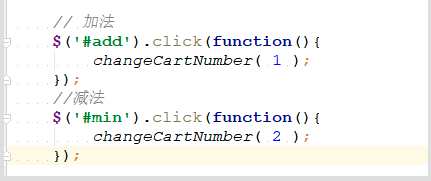 // 加法
$('#add').click(function(){
changeCartNumber( 1 );
});
//减法
$('#min').click(function(){
changeCartNumber( 2 );
});